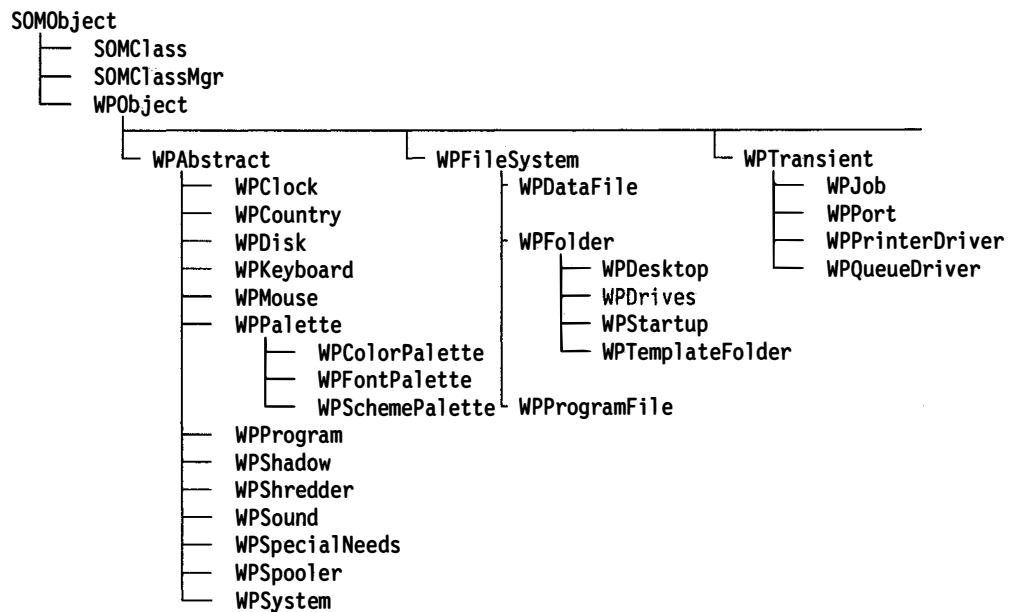 SOMObject
SOMClass
SOMClassMgr
WPObject
WPAbstract
WPClock
WPCountry
WPDisk
WPKeyboard
WPMouse
WPPalette
WPColorPalette
WPFontPalette
WPSchemePalette
WPProgram
WPShadow
WPShredder
WPSound
WPSpecialNeeds
WPSpooler
WPSystem
WPFileSystem
WPDataFile
WPFolder
WPDesktop
WPDrives
WPStartup
WPTemplateFolder
WPProgramFile
WPTransient
WPJob
WPPort
WPPrinterDriver
WPQueueDriver